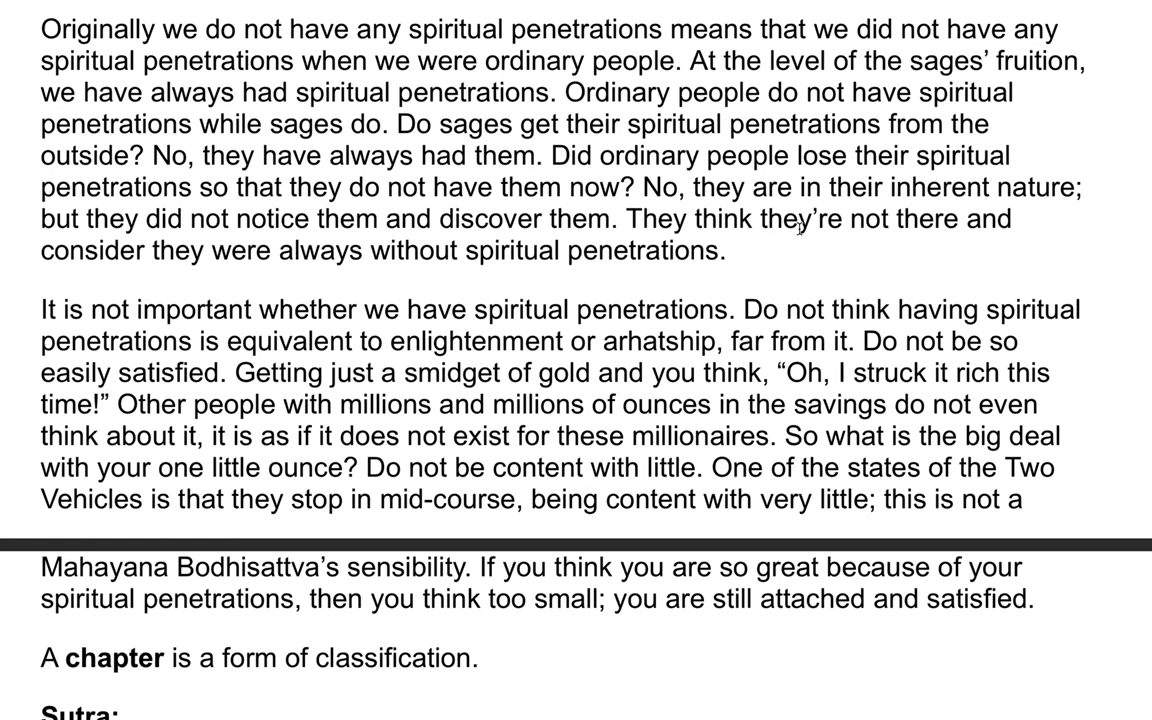 Originally we do not have any spiritual penetrations means that we did not have any
spiritual penetrations when we were ordinary people. At the level of the sages’ fruition,
we have always had spiritual penetrations. Ordinary people do not have spiritual
penetrations while sages do. Do sages get their spiritual penetrations from the
outside? No, they have always had them. Did ordinary people lose their spiritual
penetrations so that they do not have them now? No, they are in their inherent nature;
but they did not notice them and discover them. They think they’re not there and
consider they were always without spiritual penetrations.
It is not important whether we have spiritual penetrations. Do not think having spiritual
penetrations is equivalent to enlightenment or arhatship, far from it. Do not be so
easily satisfied. Getting just a smidget of gold and you think, “Oh, I struck it rich this
time!” Other people with millions and millions of ounces in the savings do not even
think about it, it is as if it does not exist for these millionaires. So what is the big deal
with your one little ounce? Do not be content with little. One of the states of the Two
Vehicles is that they stop in mid-course, being content with very little; this is not a
Mahayana Bodhisattva’s sensibility. If you think you are so great because of your
spiritual penetrations, then you think too small; you are still attached and satisfied.
A chapter is a form of classification.
Sutra: